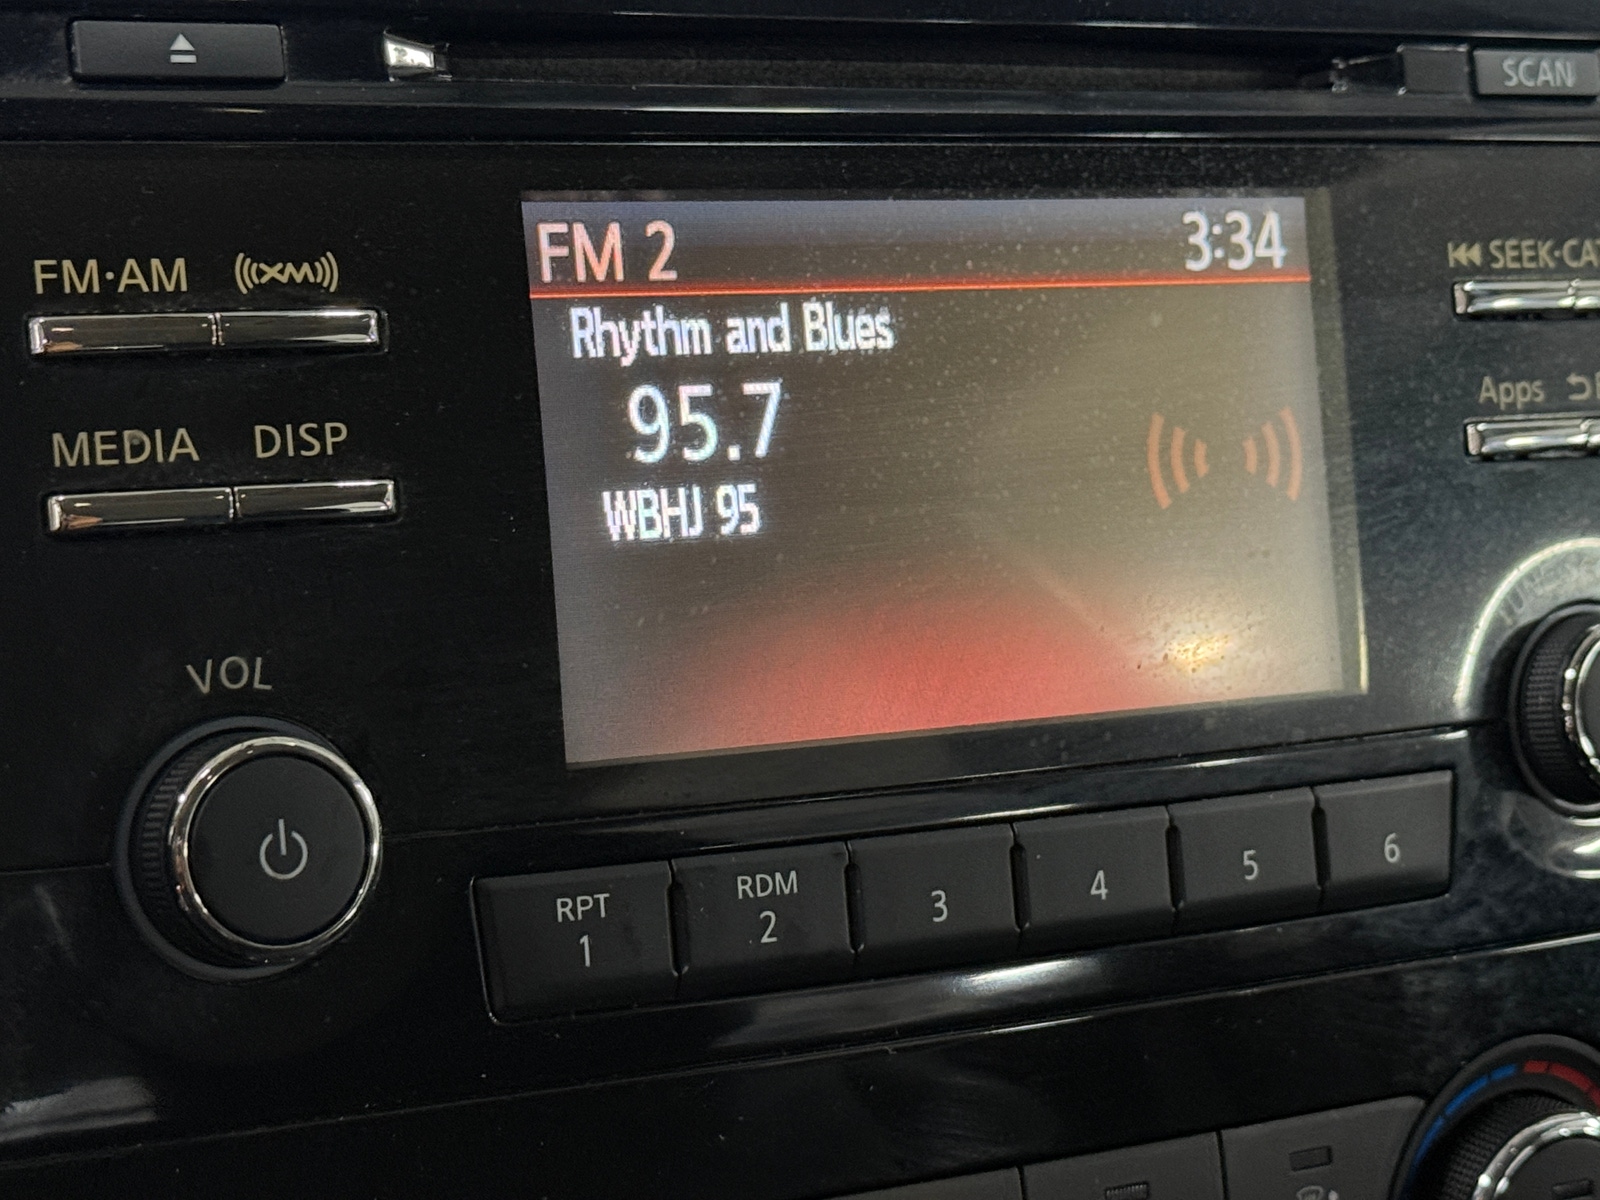 SCAN
FM 2 3:34
FM·AM XM
SEEK·CAT
Rhythm and Blues
95.7
Apps
MEDIA DISP
WBHJ 95
VOL
RPT RDM
1 2 3 4 5 6